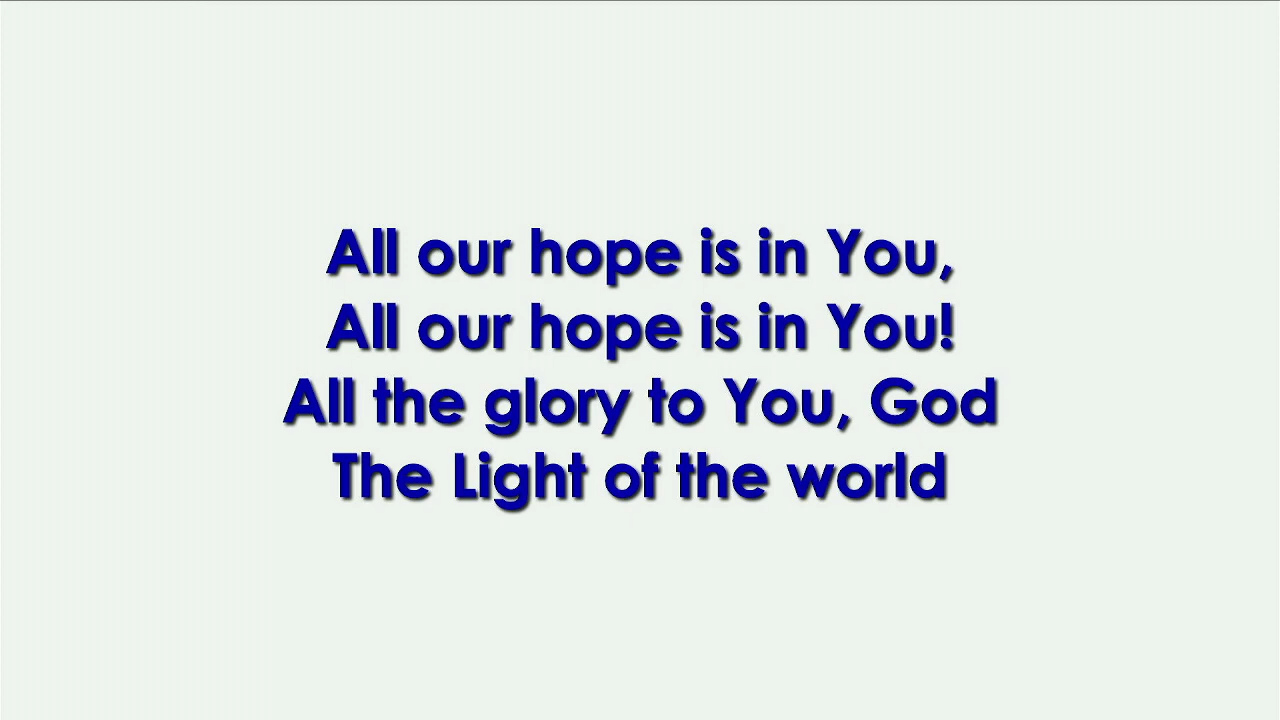 All our hope is in You,
All our hope is in You!
All the glory to You, God
The Light of the world